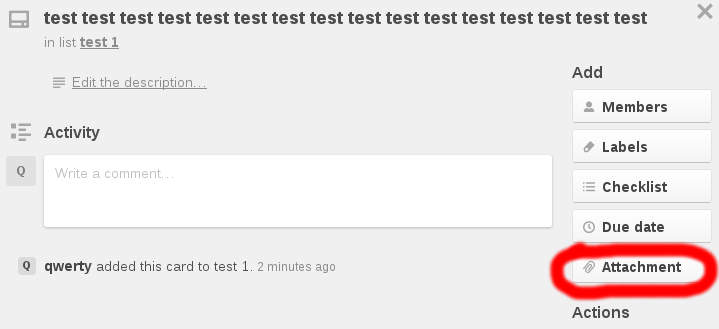 test test test test test test test test test test test test test test test test
in list test 1
Edit the description…
Activity
Q
Write a comment…
Q qwerty added this card to test 1. 2 minutes ago
Add
Members
Labels
Checklist
Due date
Attachment
Actions